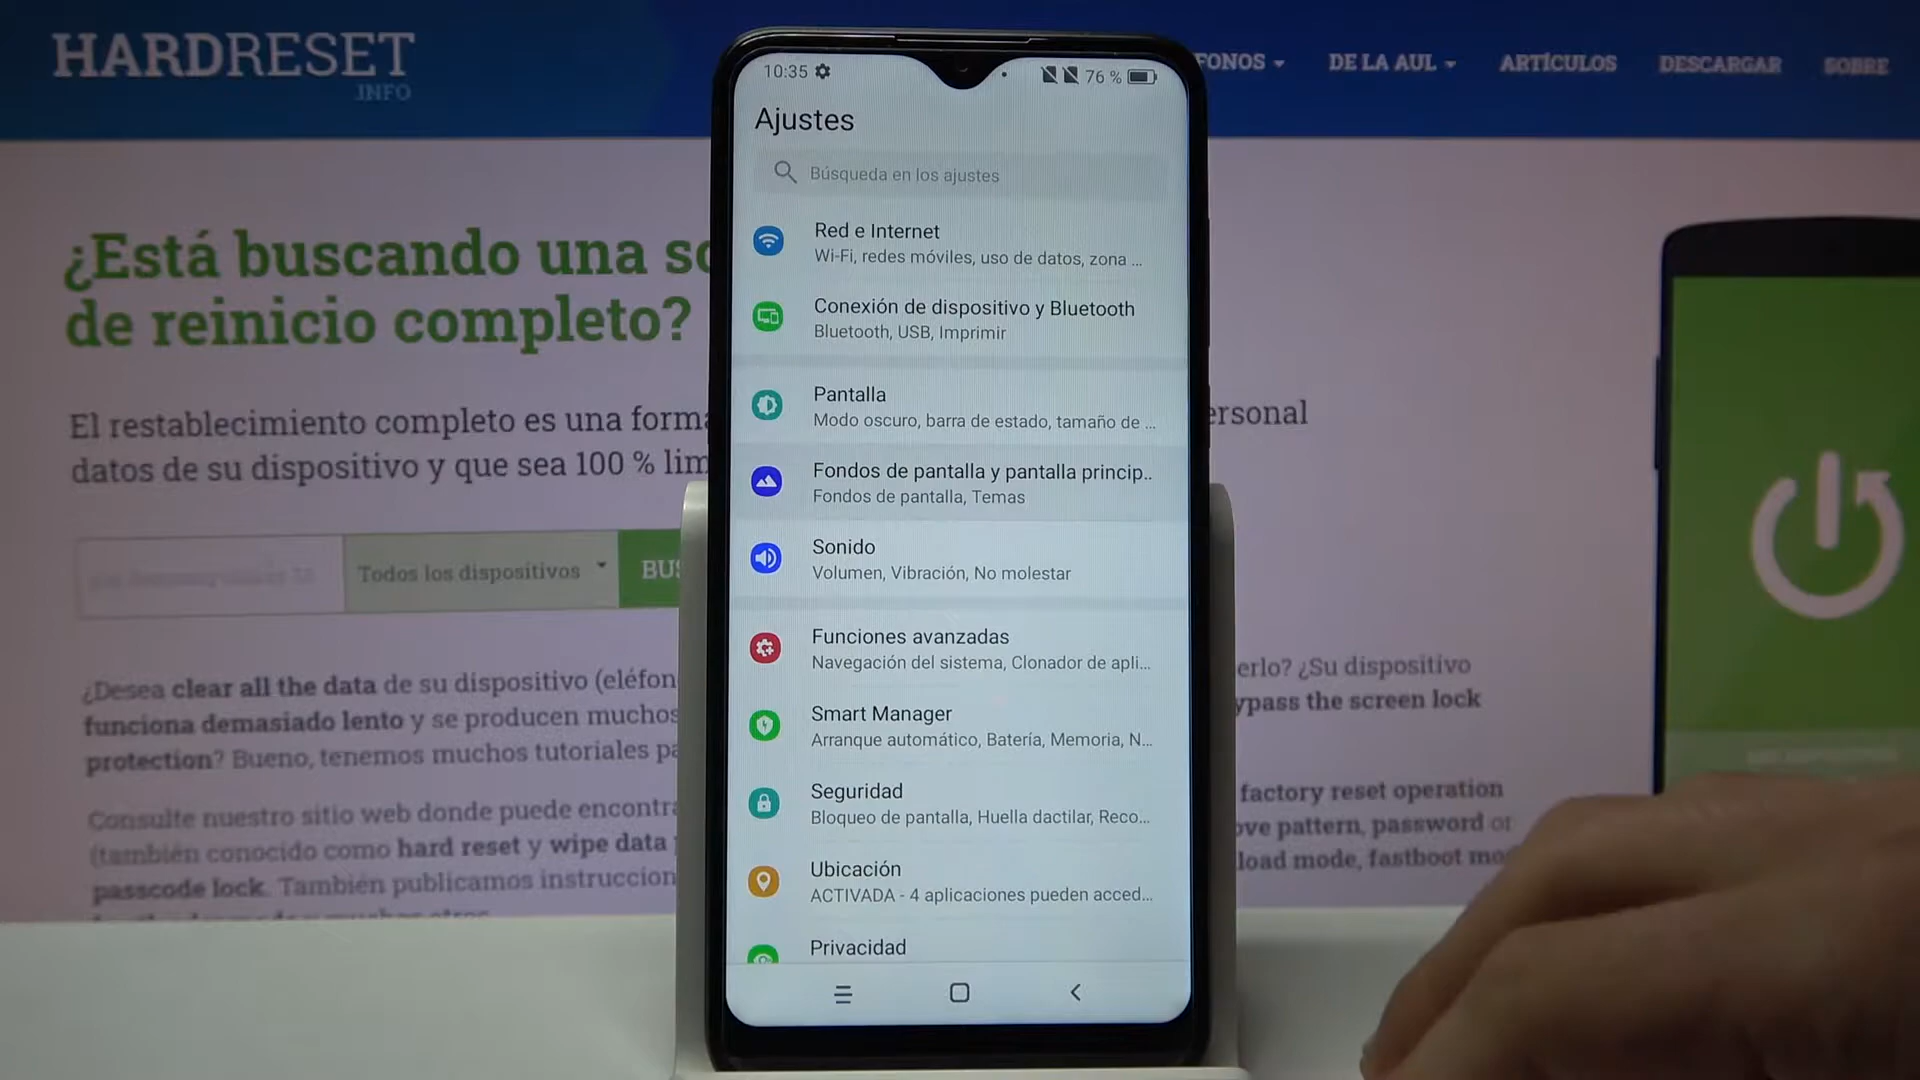 HARDRESET
.INFO
FONOS
DE LA AUL
ARTÍCULOS
DESCARGAR
SOBRE
¿Está buscando una so
de reinicio completo?
El restablecimiento completo es una forma
ersonal
datos de su dispositivo y que sea 100 % lim
Todos los dispositivos
BUS
¿Desea clear all the data de su dispositivo (eléfon
erlo? ¿Su dispositivo
funciona demasiado lento y se producen muchos
ypass the screen lock
protection? Bueno, tenemos muchos tutoriales pa
Consulte nuestro sitio web donde puede encontra
factory reset operation
(también conocido como hard reset y wipe data
ove pattern, password or
passcode lock. También publicamos instruccion
load mode, fastboot mo
10:35
76 %
Ajustes
Búsqueda en los ajustes
Red e Internet
Wi-Fi, redes móviles, uso de datos, zona ...
Conexión de dispositivo y Bluetooth
Bluetooth, USB, Imprimir
Pantalla
Modo oscuro, barra de estado, tamaño de ...
Fondos de pantalla y pantalla princip..
Fondos de pantalla, Temas
Sonido
Volumen, Vibración, No molestar
Funciones avanzadas
Navegación del sistema, Clonador de apli...
Smart Manager
Arranque automático, Batería, Memoria, N...
Seguridad
Bloqueo de pantalla, Huella dactilar, Reco...
Ubicación
ACTIVADA - 4 aplicaciones pueden acced...
Privacidad